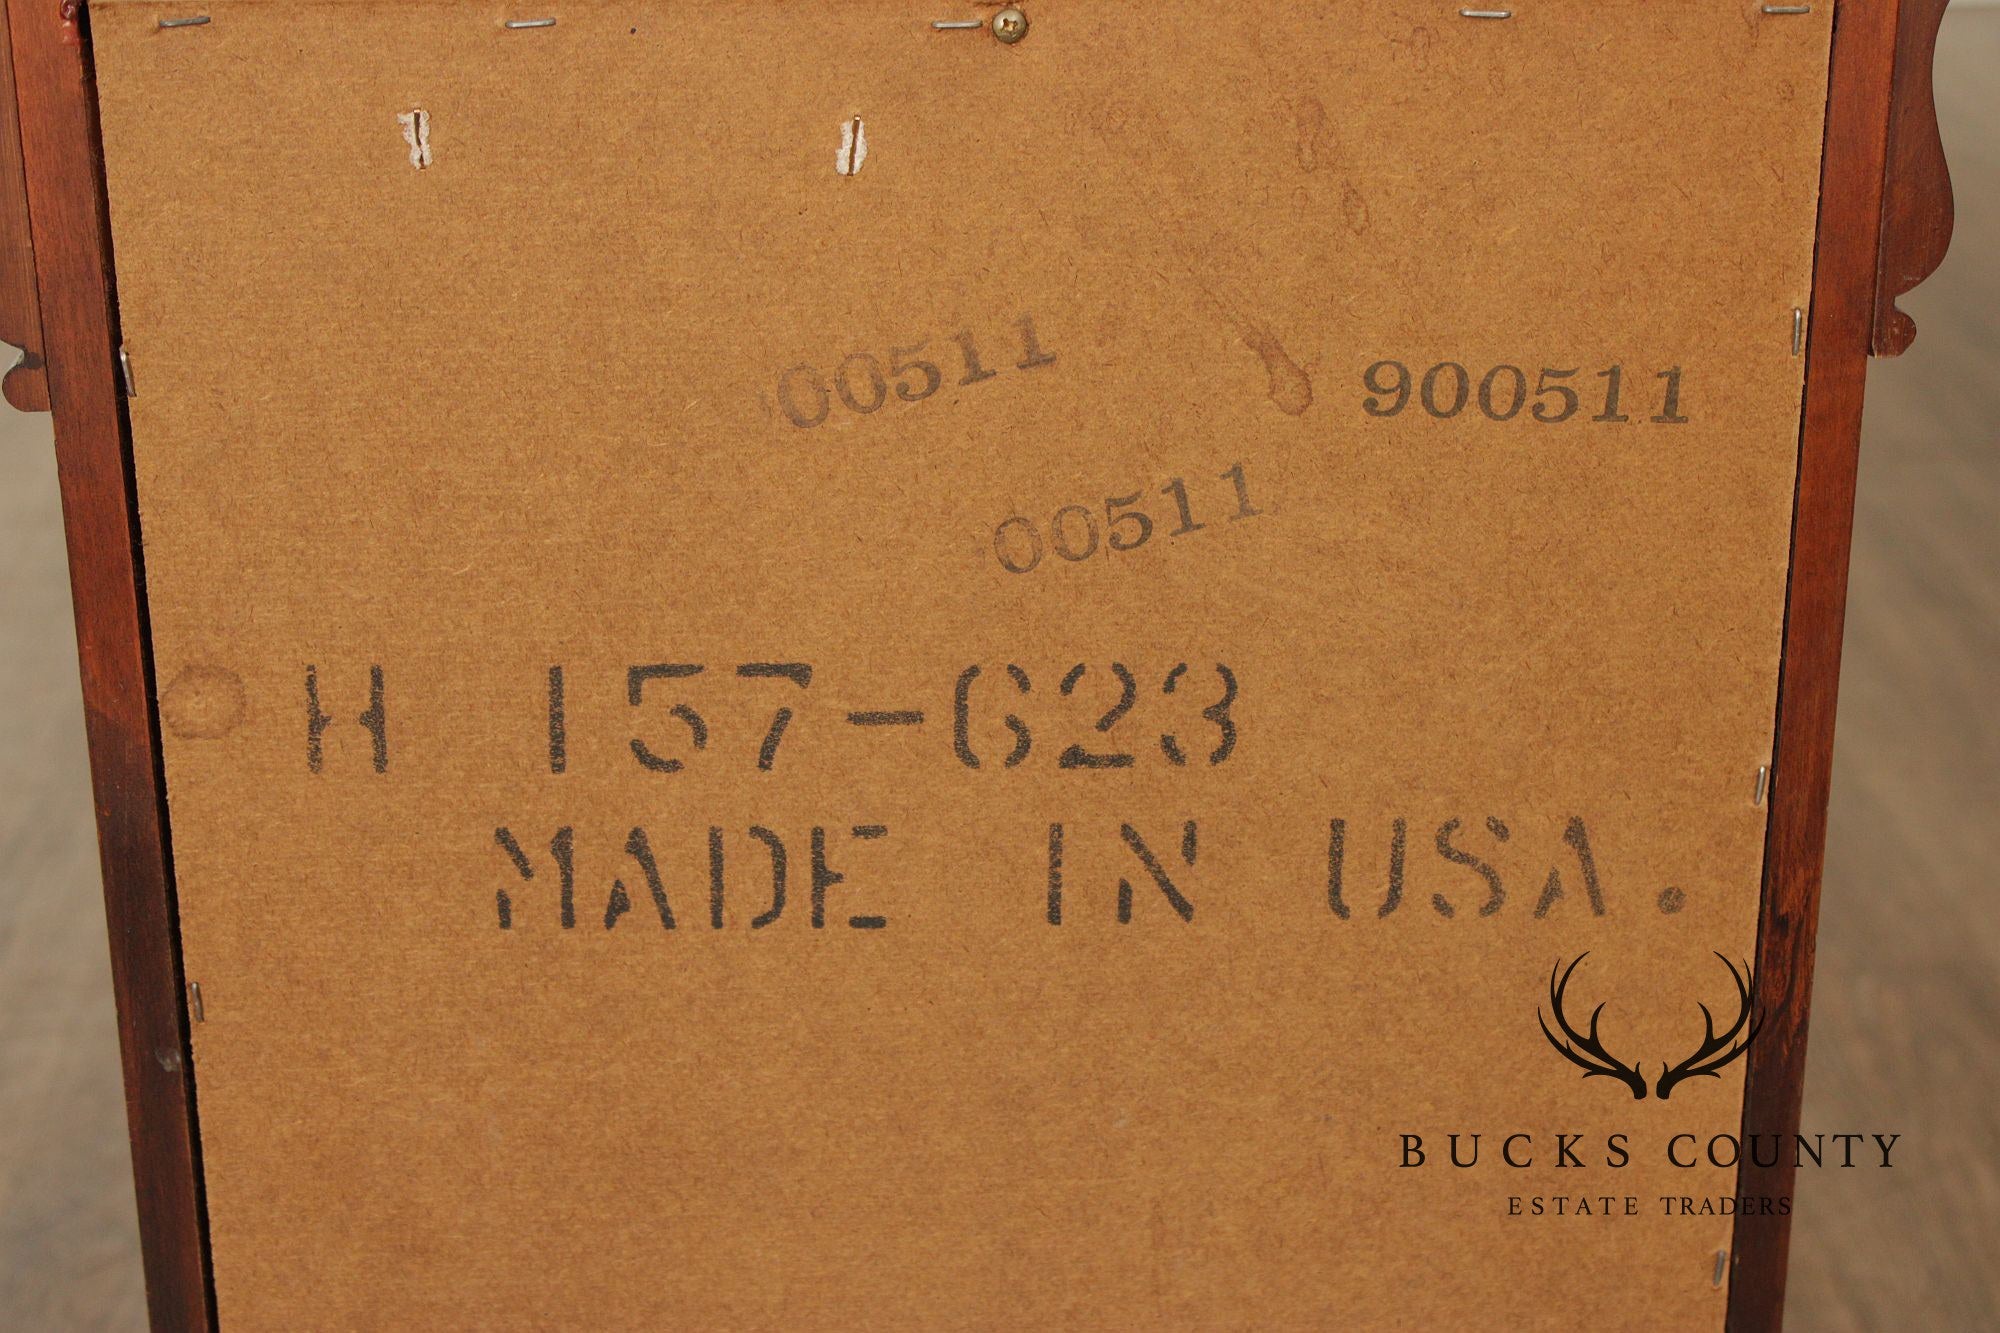 00511
900511
00511
H 157-623
MADE IN USA.
BUCKS COUNTY
ESTATE TRADERS